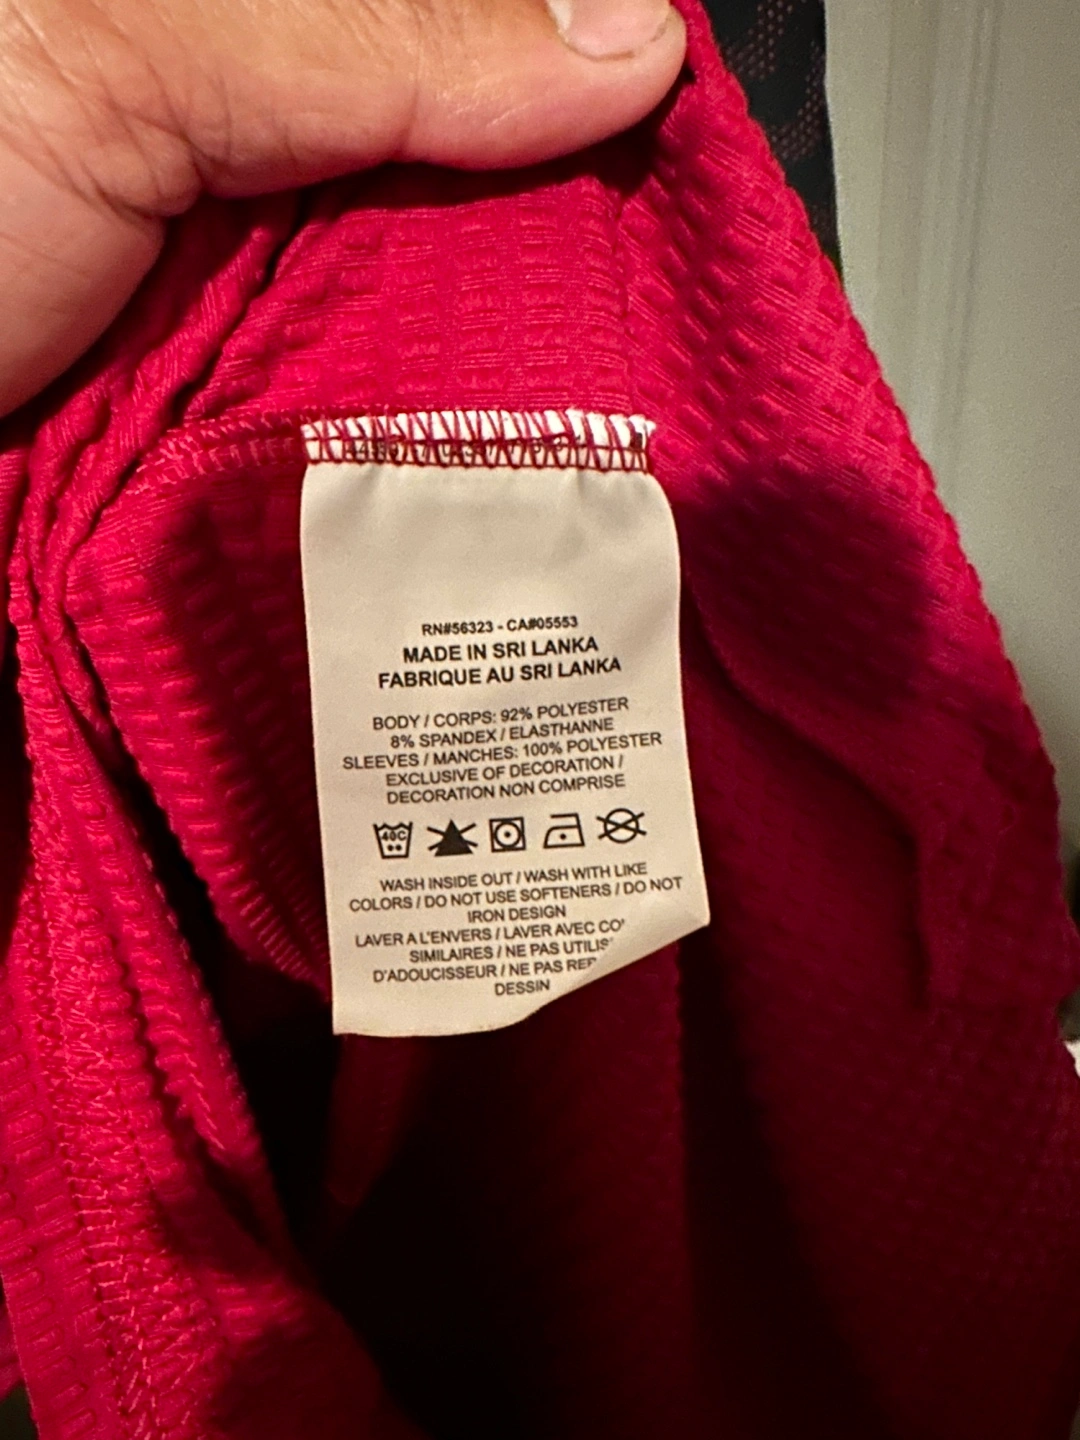 RN#56323 - CA#05553
MADE IN SRI LANKA
FABRIQUE AU SRI LANKA
BODY / CORPS: 92% POLYESTER
8% SPANDEX / ELASTHANNE
SLEEVES / MANCHES: 100% POLYESTER
EXCLUSIVE OF DECORATION /
DECORATION NON COMPRISE
40C
WASH INSIDE OUT / WASH WITH LIKE
COLORS / DO NOT USE SOFTENERS / DO NOT
IRON DESIGN
LAVER A L'ENVERS / LAVER AVEC
SIMILAIRES / NE PAS
D'ADOUCISSEUR / NE PAS
DESSIN